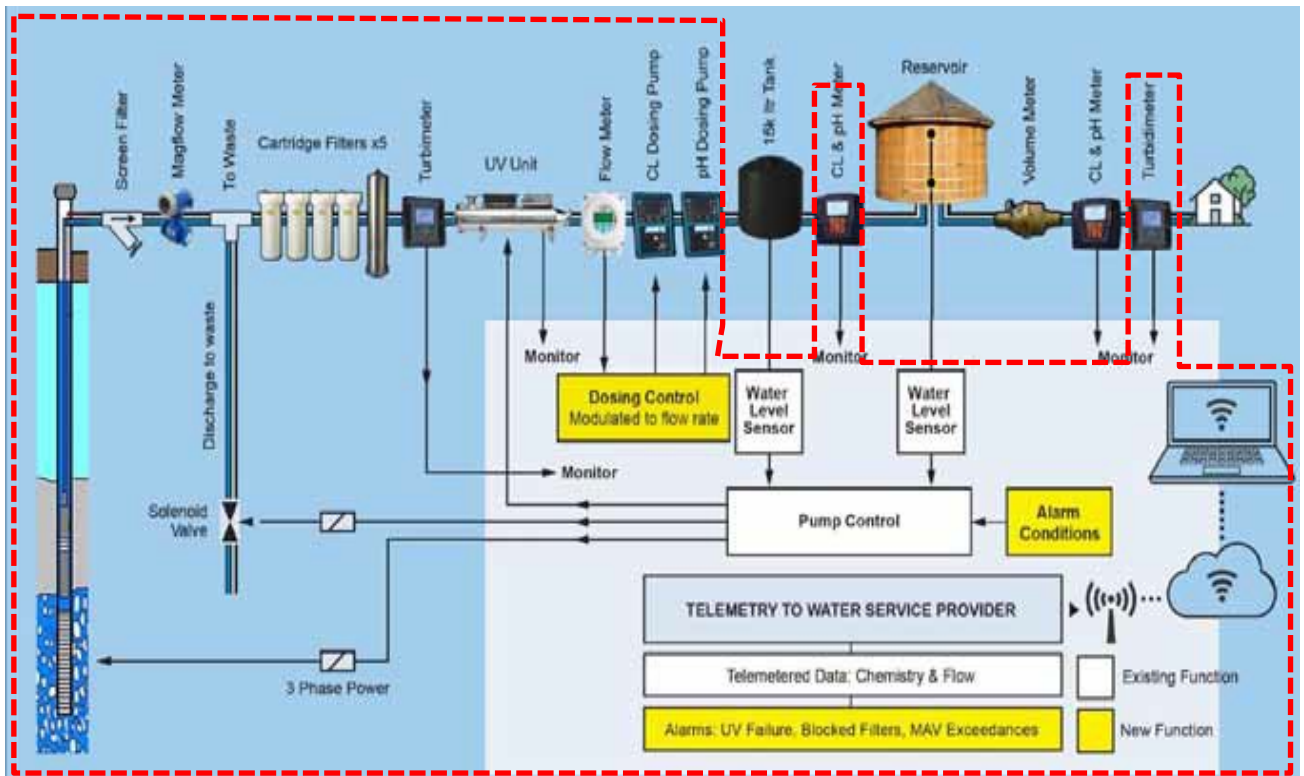 Screen Filter
Magflow Meter
To Waste
Cartridge Filters x5
Turbimeter
UV Unit
Flow Meter
CL Dosing Pump
pH Dosing Pump
15k ltr Tank
CL & pH Meter
Reservoir
Volume Meter
CL & pH Meter
Turbidimeter
Discharge to waste
Monitor
Monitor
Monitor
Dosing Control
Modulated to flow rate
Water
Level
Sensor
Water
Level
Sensor
Monitor
Solenoid
Valve
Pump Control
Alarm
Conditions
TELEMETRY TO WATER SERVICE PROVIDER
3 Phase Power
Telemetered Data: Chemistry & Flow
Existing Function
Alarms: UV Failure, Blocked Filters, MAV Exceedances
New Function